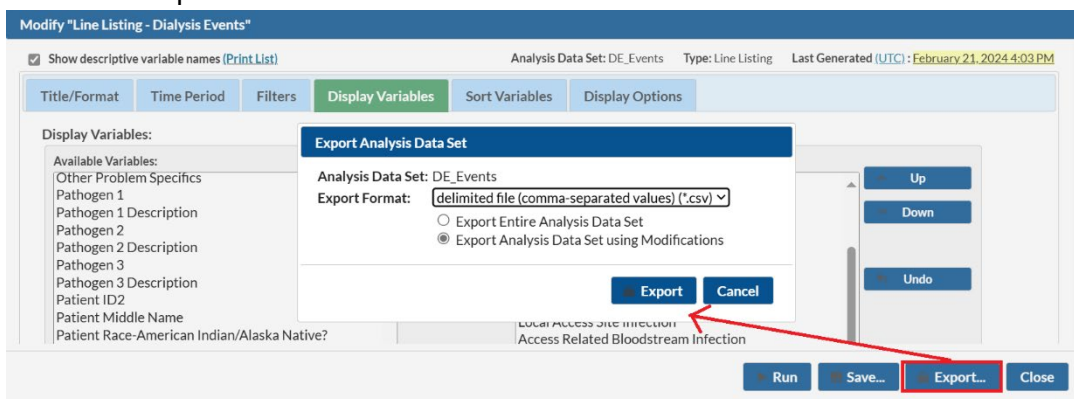 Modify "Line Listing - Dialysis Events"
Show descriptive variable names (Print List) Analysis Data Set: DE_Events Type: Line Listing Last Generated (UTC) : February 21, 2024 4:03 PM
Title/Format Time Period Filters Display Variables Sort Variables Display Options
Display Variables:
Available Variables:
Other Problem Specifics
Pathogen 1
Pathogen 1 Description
Pathogen 2
Pathogen 2 Description
Pathogen 3
Pathogen 3 Description
Patient ID2
Patient Middle Name
Patient Race-American Indian/Alaska Native?
Export Analysis Data Set
Analysis Data Set: DE_Events
Export Format: delimited file (comma-separated values) (*.csv)
Export Entire Analysis Data Set
Export Analysis Data Set using Modifications
Export Cancel
Local Access Site Infection
Access Related Bloodstream Infection
Up
Down
Undo
Run Save... Export... Close